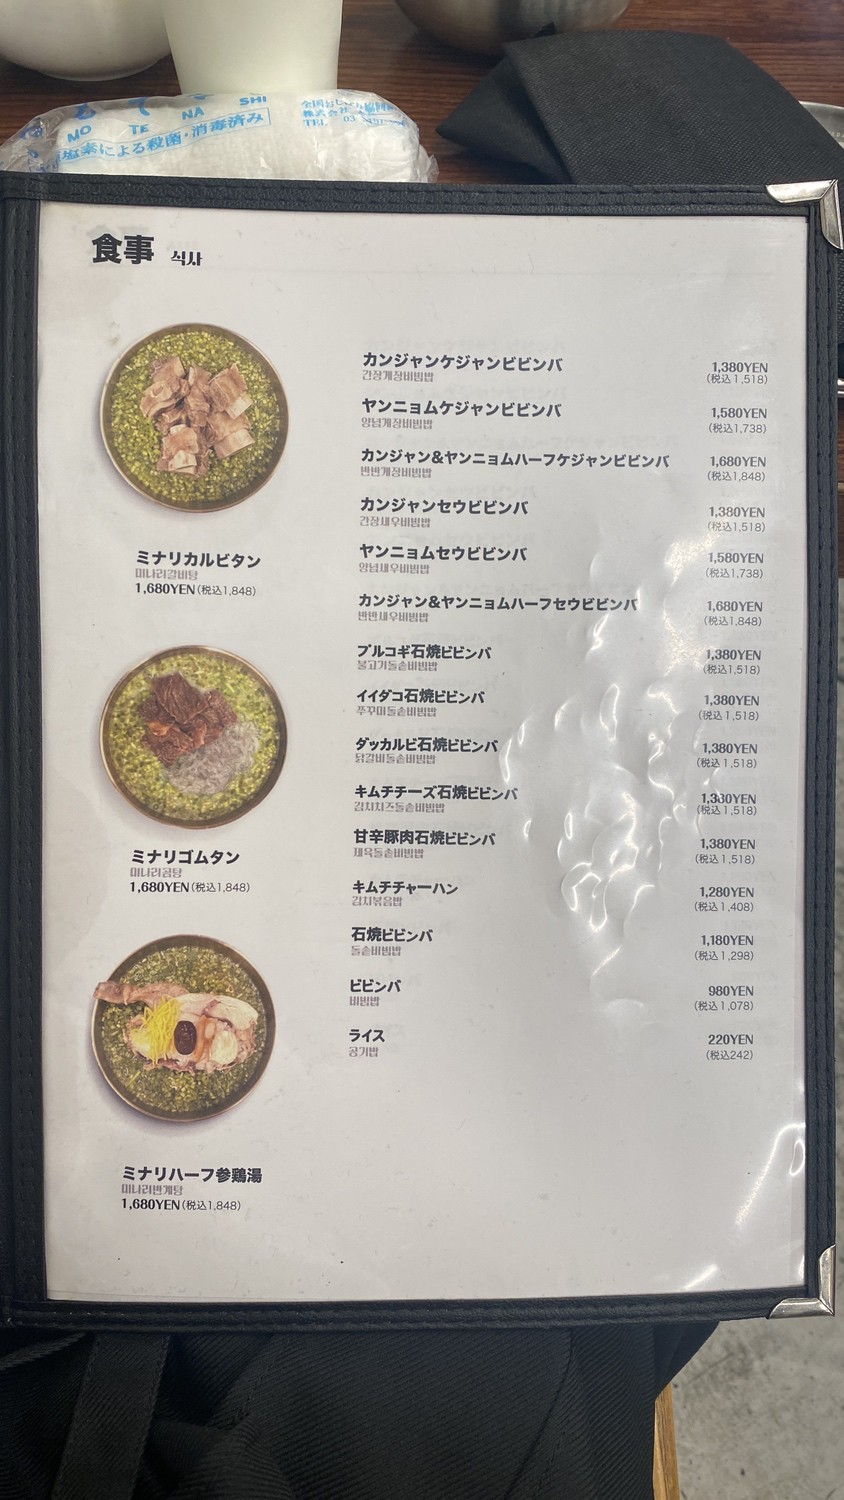 MO TE NA SHI
塩素による殺菌・消毒済み
食事 식사
ミナリカルビタン
미나리갈비탕
1,680YEN(税込1,848)
ミナリゴムタン
미나리곰탕
1,680YEN(税込1,848)
ミナリハーフ参鶏湯
미나리반계탕
1,680YEN(税込1,848)
カンジャンケジャンビビンバ 1,380YEN
간장게장비빔밥 (税込1,518)
ヤンニョムケジャンビビンバ 1,580YEN
양념게장비빔밥 (税込1,738)
カンジャン&ヤンニョムハーフケジャンビビンバ 1,680YEN
반반게장비빔밥 (税込1,848)
カンジャンセウビビンバ 1,380YEN
간장새우비빔밥 (税込1,518)
ヤンニョムセウビビンバ 1,580YEN
양념새우비빔밥 (税込1,738)
カンジャン&ヤンニョムハーフセウビビンバ 1,680YEN
반반새우비빔밥 (税込1,848)
プルコギ石焼ビビンバ 1,380YEN
불고기돌솥비빔밥 (税込1,518)
イイダコ石焼ビビンバ 1,380YEN
쭈꾸미돌솥비빔밥 (税込1,518)
ダッカルビ石焼ビビンバ 1,380YEN
닭갈비돌솥비빔밥 (税込1,518)
キムチチーズ石焼ビビンバ 1,380YEN
김치치즈돌솥비빔밥 (税込1,518)
甘辛豚肉石焼ビビンバ 1,380YEN
제육돌솥비빔밥 (税込1,518)
キムチチャーハン 1,280YEN
김치볶음밥 (税込1,408)
石焼ビビンバ 1,180YEN
돌솥비빔밥 (税込1,298)
ビビンバ 980YEN
비빔밥 (税込1,078)
ライス 220YEN
공기밥 (税込242)